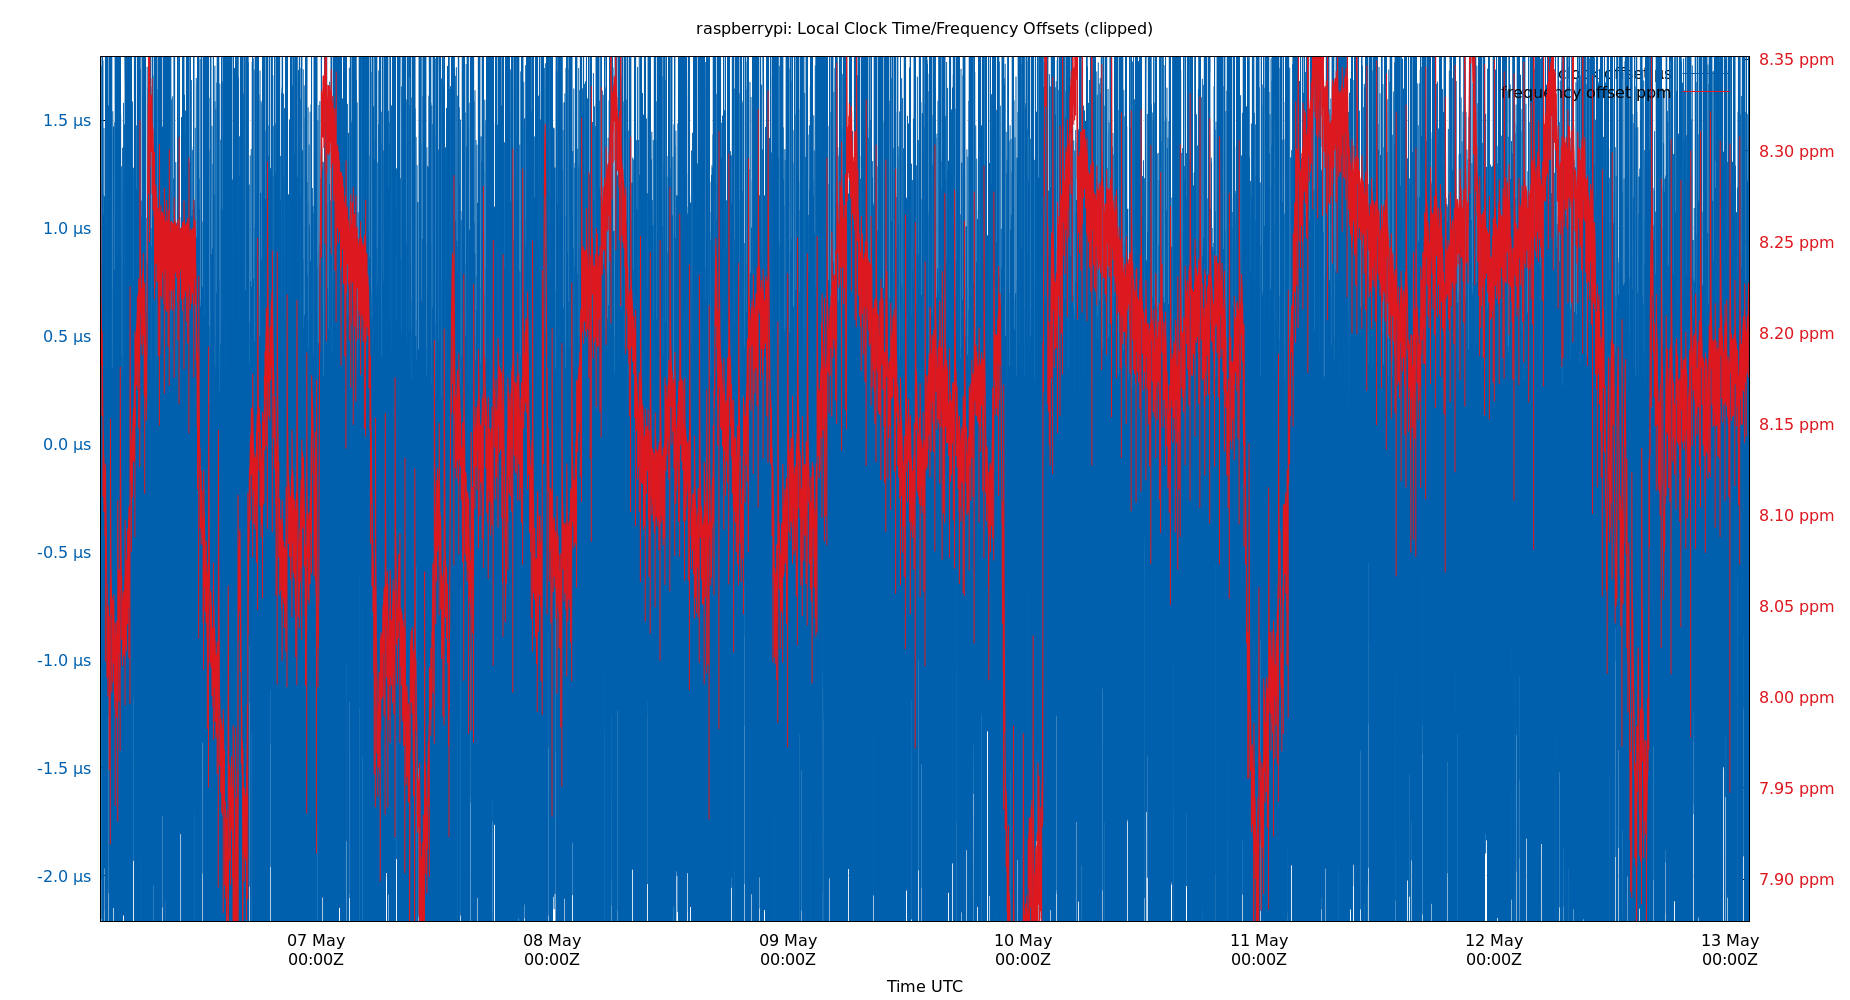 raspberrypi: Local Clock Time/Frequency Offsets (clipped)
clock offset µs
frequency offset ppm
1.5 µs
1.0 µs
0.5 µs
0.0 µs
-0.5 µs
-1.0 µs
-1.5 µs
-2.0 µs
8.35 ppm
8.30 ppm
8.25 ppm
8.20 ppm
8.15 ppm
8.10 ppm
8.05 ppm
8.00 ppm
7.95 ppm
7.90 ppm
07 May
00:00Z
08 May
00:00Z
09 May
00:00Z
10 May
00:00Z
11 May
00:00Z
12 May
00:00Z
13 May
00:00Z
Time UTC